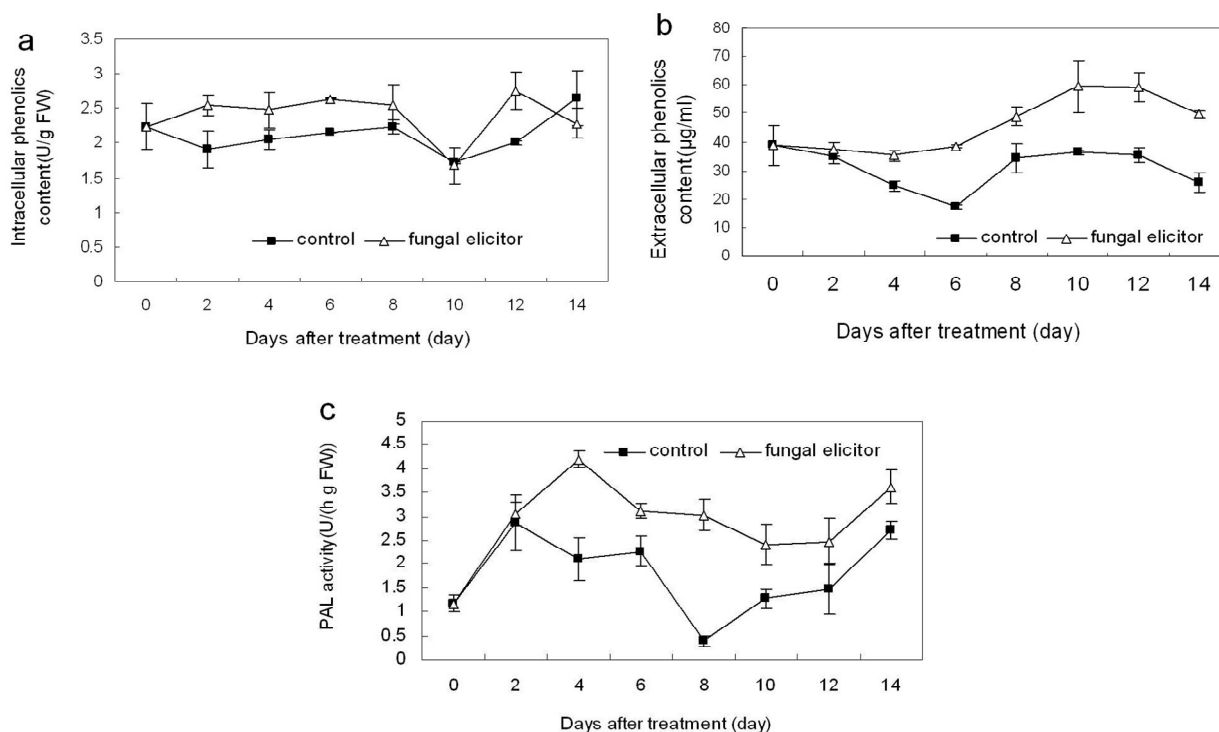 a
Intracellular phenolics
content(U/g FW)
3.5
3
2.5
2
1.5
1
0.5
0
control
fungal elicitor
0 2 4 6 8 10 12 14
Days after treatment (day)
b
Extracellular phenolics
content(µg/ml)
80
70
60
50
40
30
20
10
0
control
fungal elicitor
0 2 4 6 8 10 12 14
Days after treatment (day)
c
PAL activity(U/(h g FW))
5
4.5
4
3.5
3
2.5
2
1.5
1
0.5
0
control
fungal elicitor
0 2 4 6 8 10 12 14
Days after treatment (day)